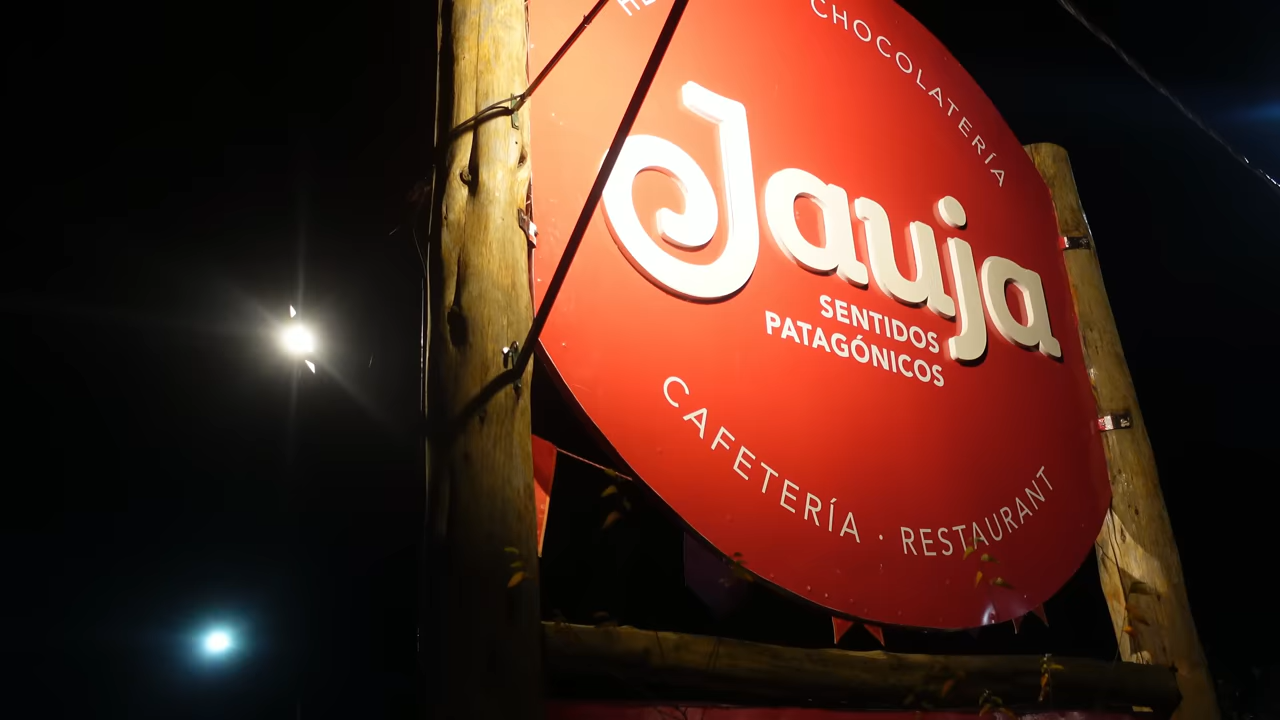 CHOCOLATERÍA
Jauja
SENTIDOS
PATAGÓNICOS
CAFETERÍA · RESTAURANT